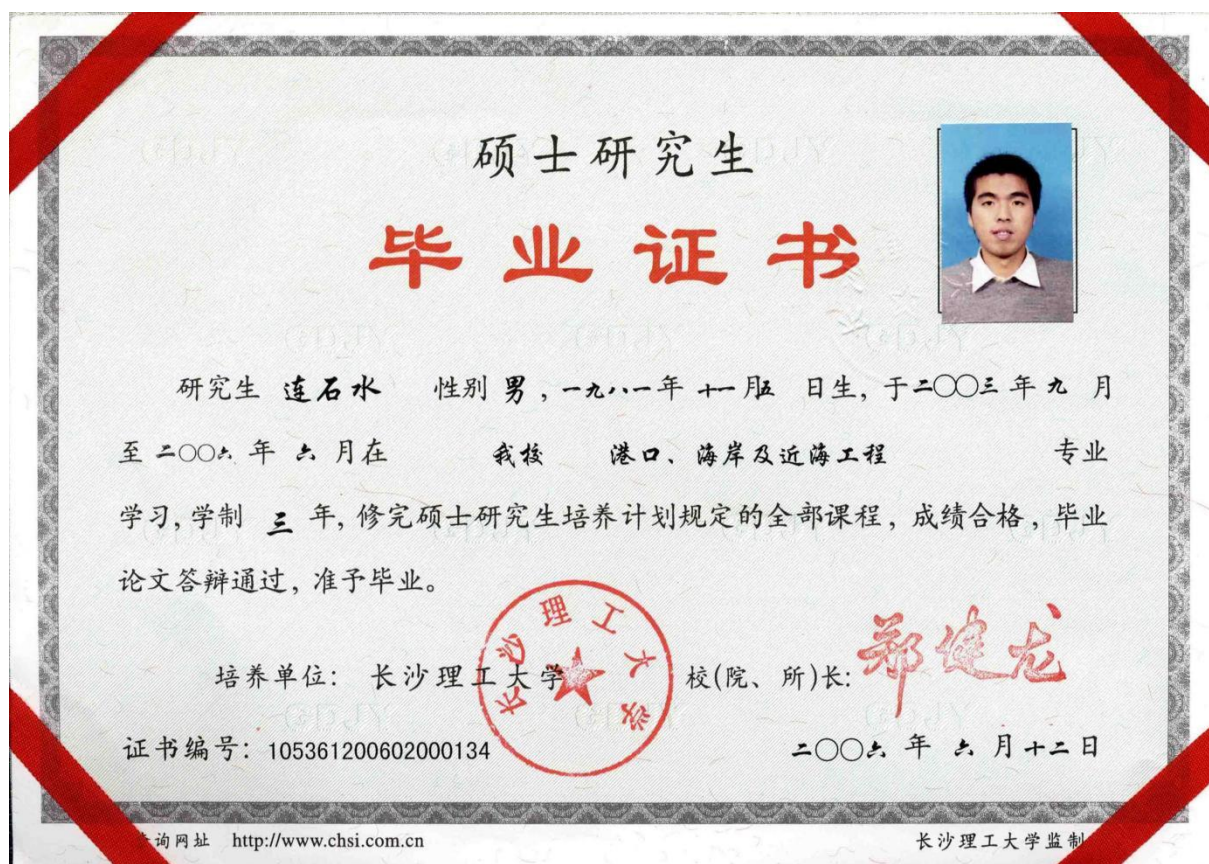 硕士研究生
毕业证书
研究生 连石水 性别 男，一九八一年 十一月五 日生，于二〇〇三 年 九 月
至 二〇〇六 年 六 月在 我校 港口、海岸及近海工程 专业
学习，学制 三 年，修完硕士研究生培养计划规定的全部课程，成绩合格，毕业
论文答辩通过，准予毕业。
培养单位：长沙理工大学 校(院、所)长：郑健龙
长沙理工大学
证书编号：105361200602000134 二〇〇六 年 六 月十二日
询网址 http://www.chsi.com.cn 长沙理工大学监制